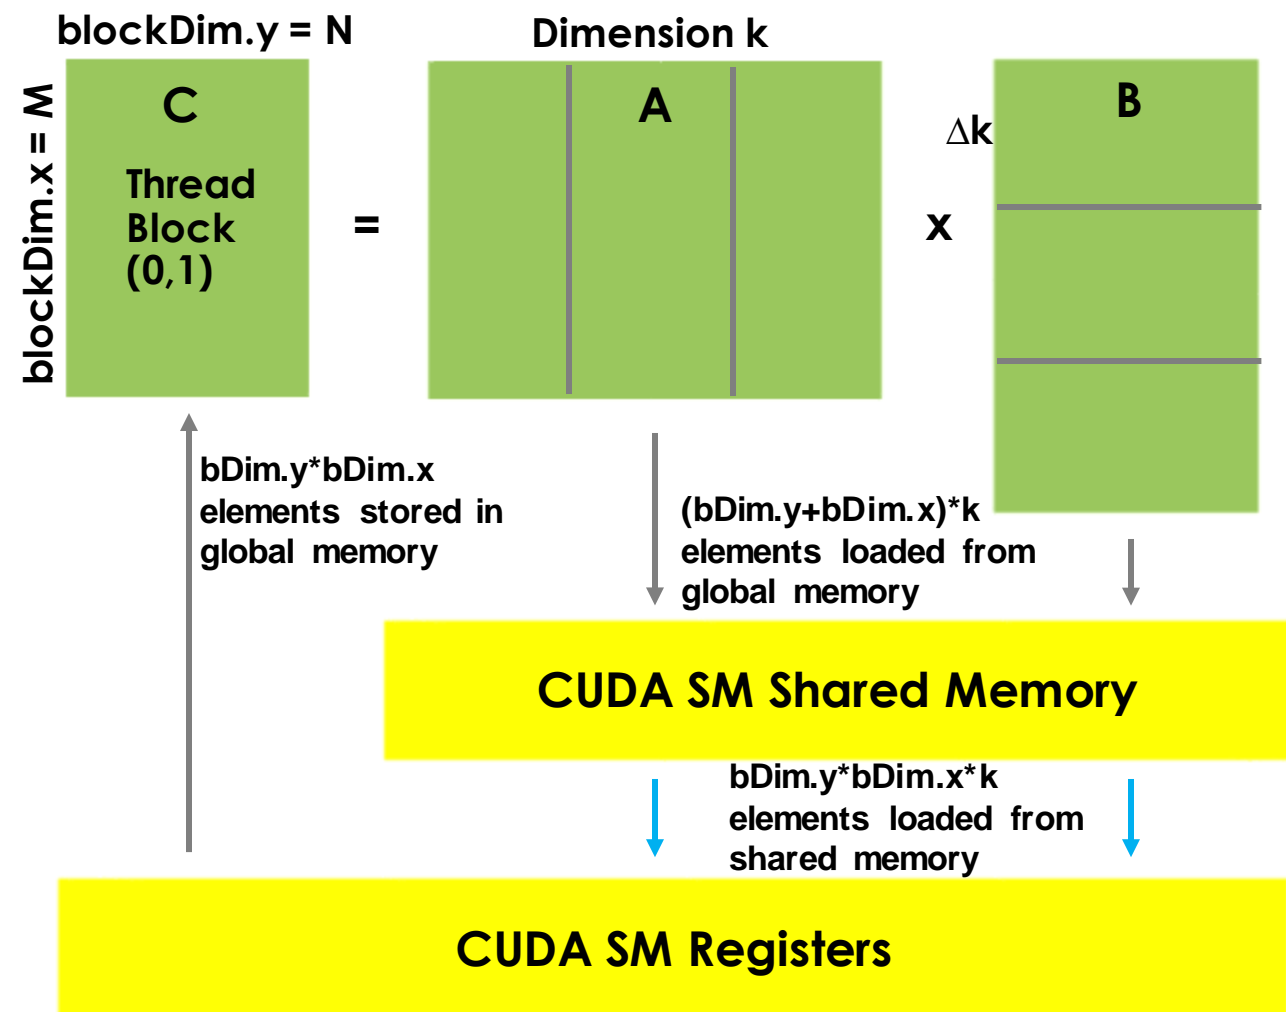 blockDim.y = N
Dimension k
blockDim.x = M
C
Thread
Block
(0,1)
=
A
x
Δk
B
bDim.y*bDim.x
elements stored in
global memory
(bDim.y+bDim.x)*k
elements loaded from
global memory
CUDA SM Shared Memory
bDim.y*bDim.x*k
elements loaded from
shared memory
CUDA SM Registers